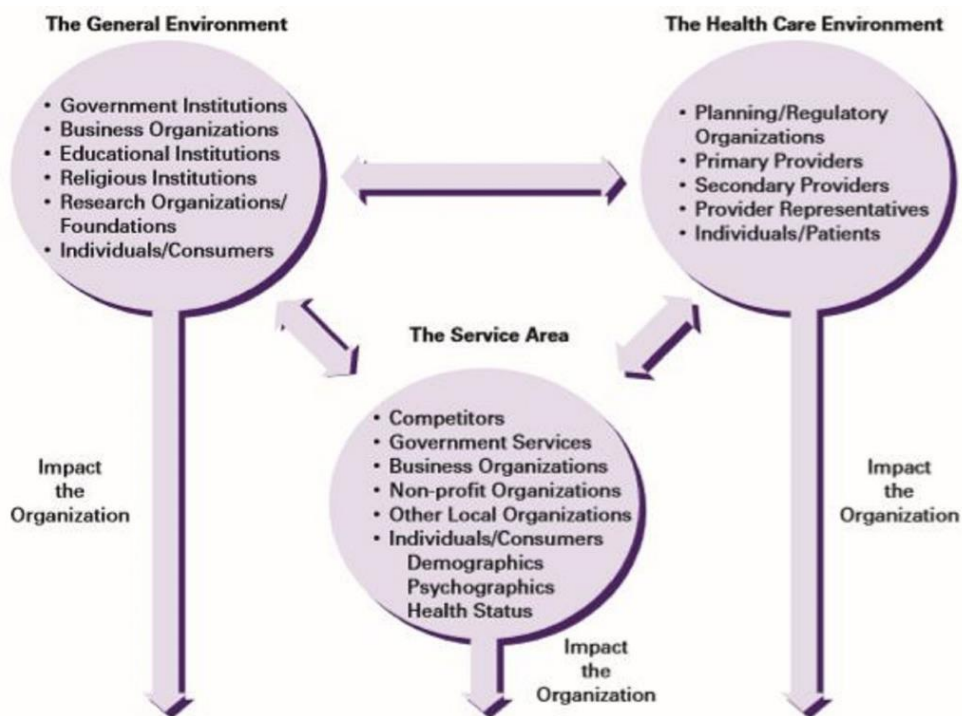 The General Environment
• Government Institutions
• Business Organizations
• Educational Institutions
• Religious Institutions
• Research Organizations/
Foundations
• Individuals/Consumers
The Health Care Environment
• Planning/Regulatory
Organizations
• Primary Providers
• Secondary Providers
• Provider Representatives
• Individuals/Patients
The Service Area
• Competitors
• Government Services
• Business Organizations
• Non-profit Organizations
• Other Local Organizations
• Individuals/Consumers
Demographics
Psychographics
Health Status
Impact
the
Organization
Impact
the
Organization
Impact
the
Organization